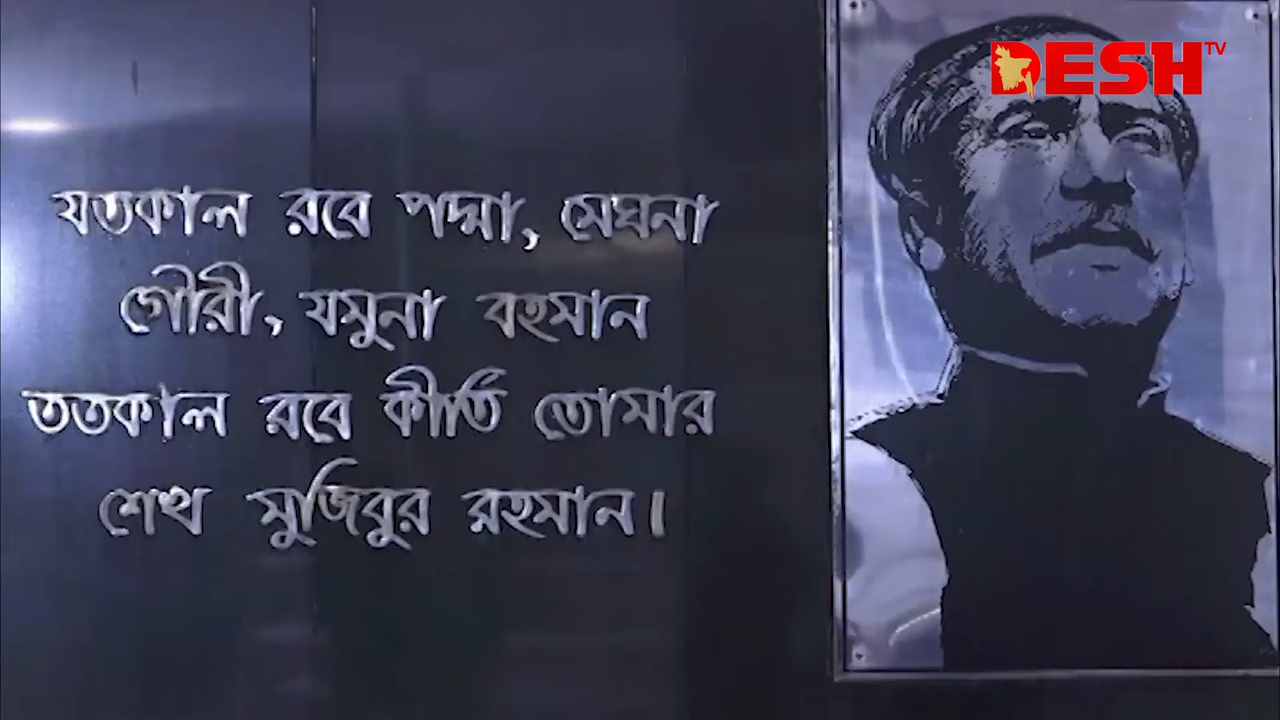 DESH TV
যতকাল রবে পদ্মা, মেঘনা
গৌরী, যমুনা বহমান
ততকাল রবে কীর্তি তোমার
শেখ মুজিবুর রহমান।